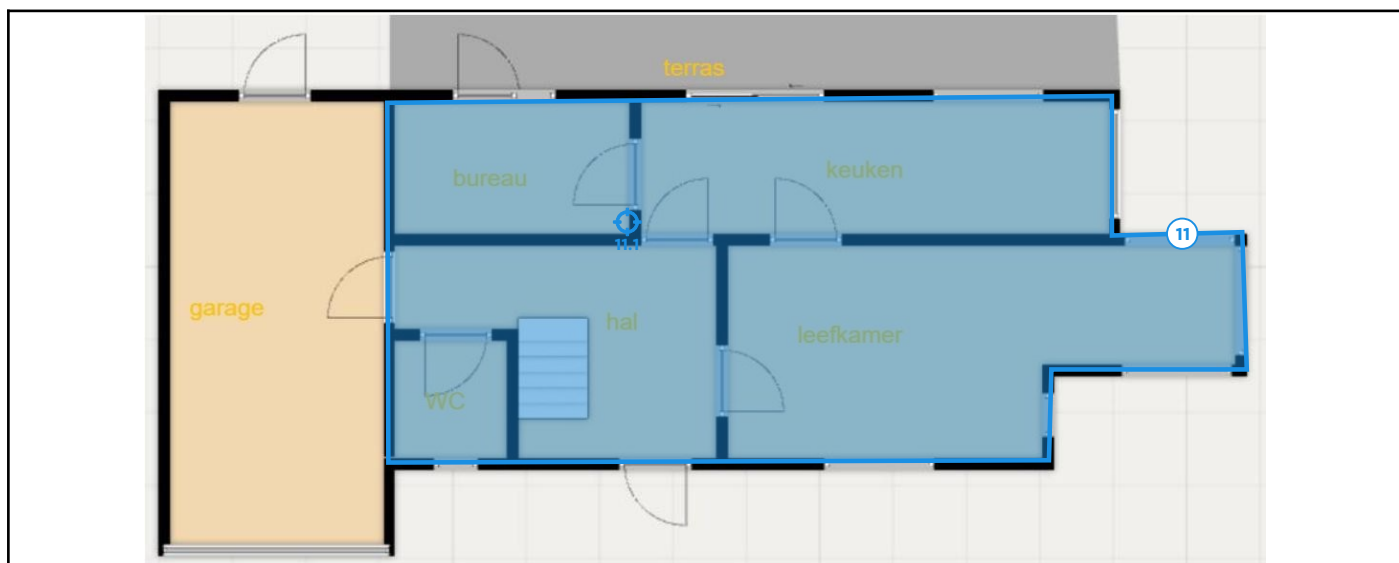 terras
bureau
keuken
11.1
11
garage
hal
leefkamer
WC